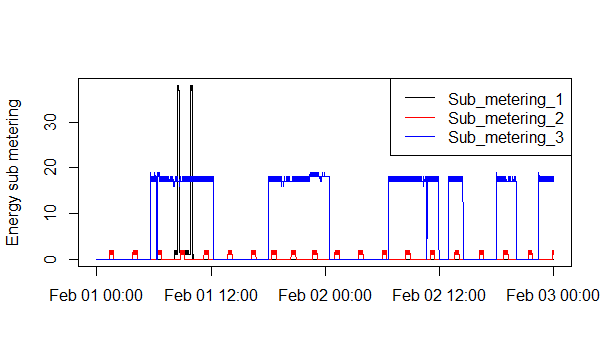 Sub_metering_1
Sub_metering_2
Sub_metering_3
Energy sub metering
30
20
10
0
Feb 01 00:00 Feb 01 12:00 Feb 02 00:00 Feb 02 12:00 Feb 03 00:00